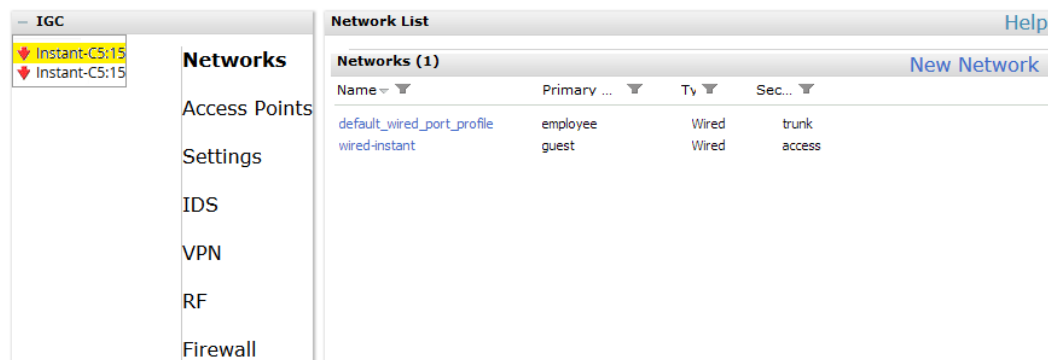 IGC
Instant-C5:15
Instant-C5:15
Networks
Access Points
Settings
IDS
VPN
RF
Firewall
Network List
Help
Networks (1)
New Network
Name Primary ... Ty Sec...
default_wired_port_profile employee Wired trunk
wired-instant guest Wired access